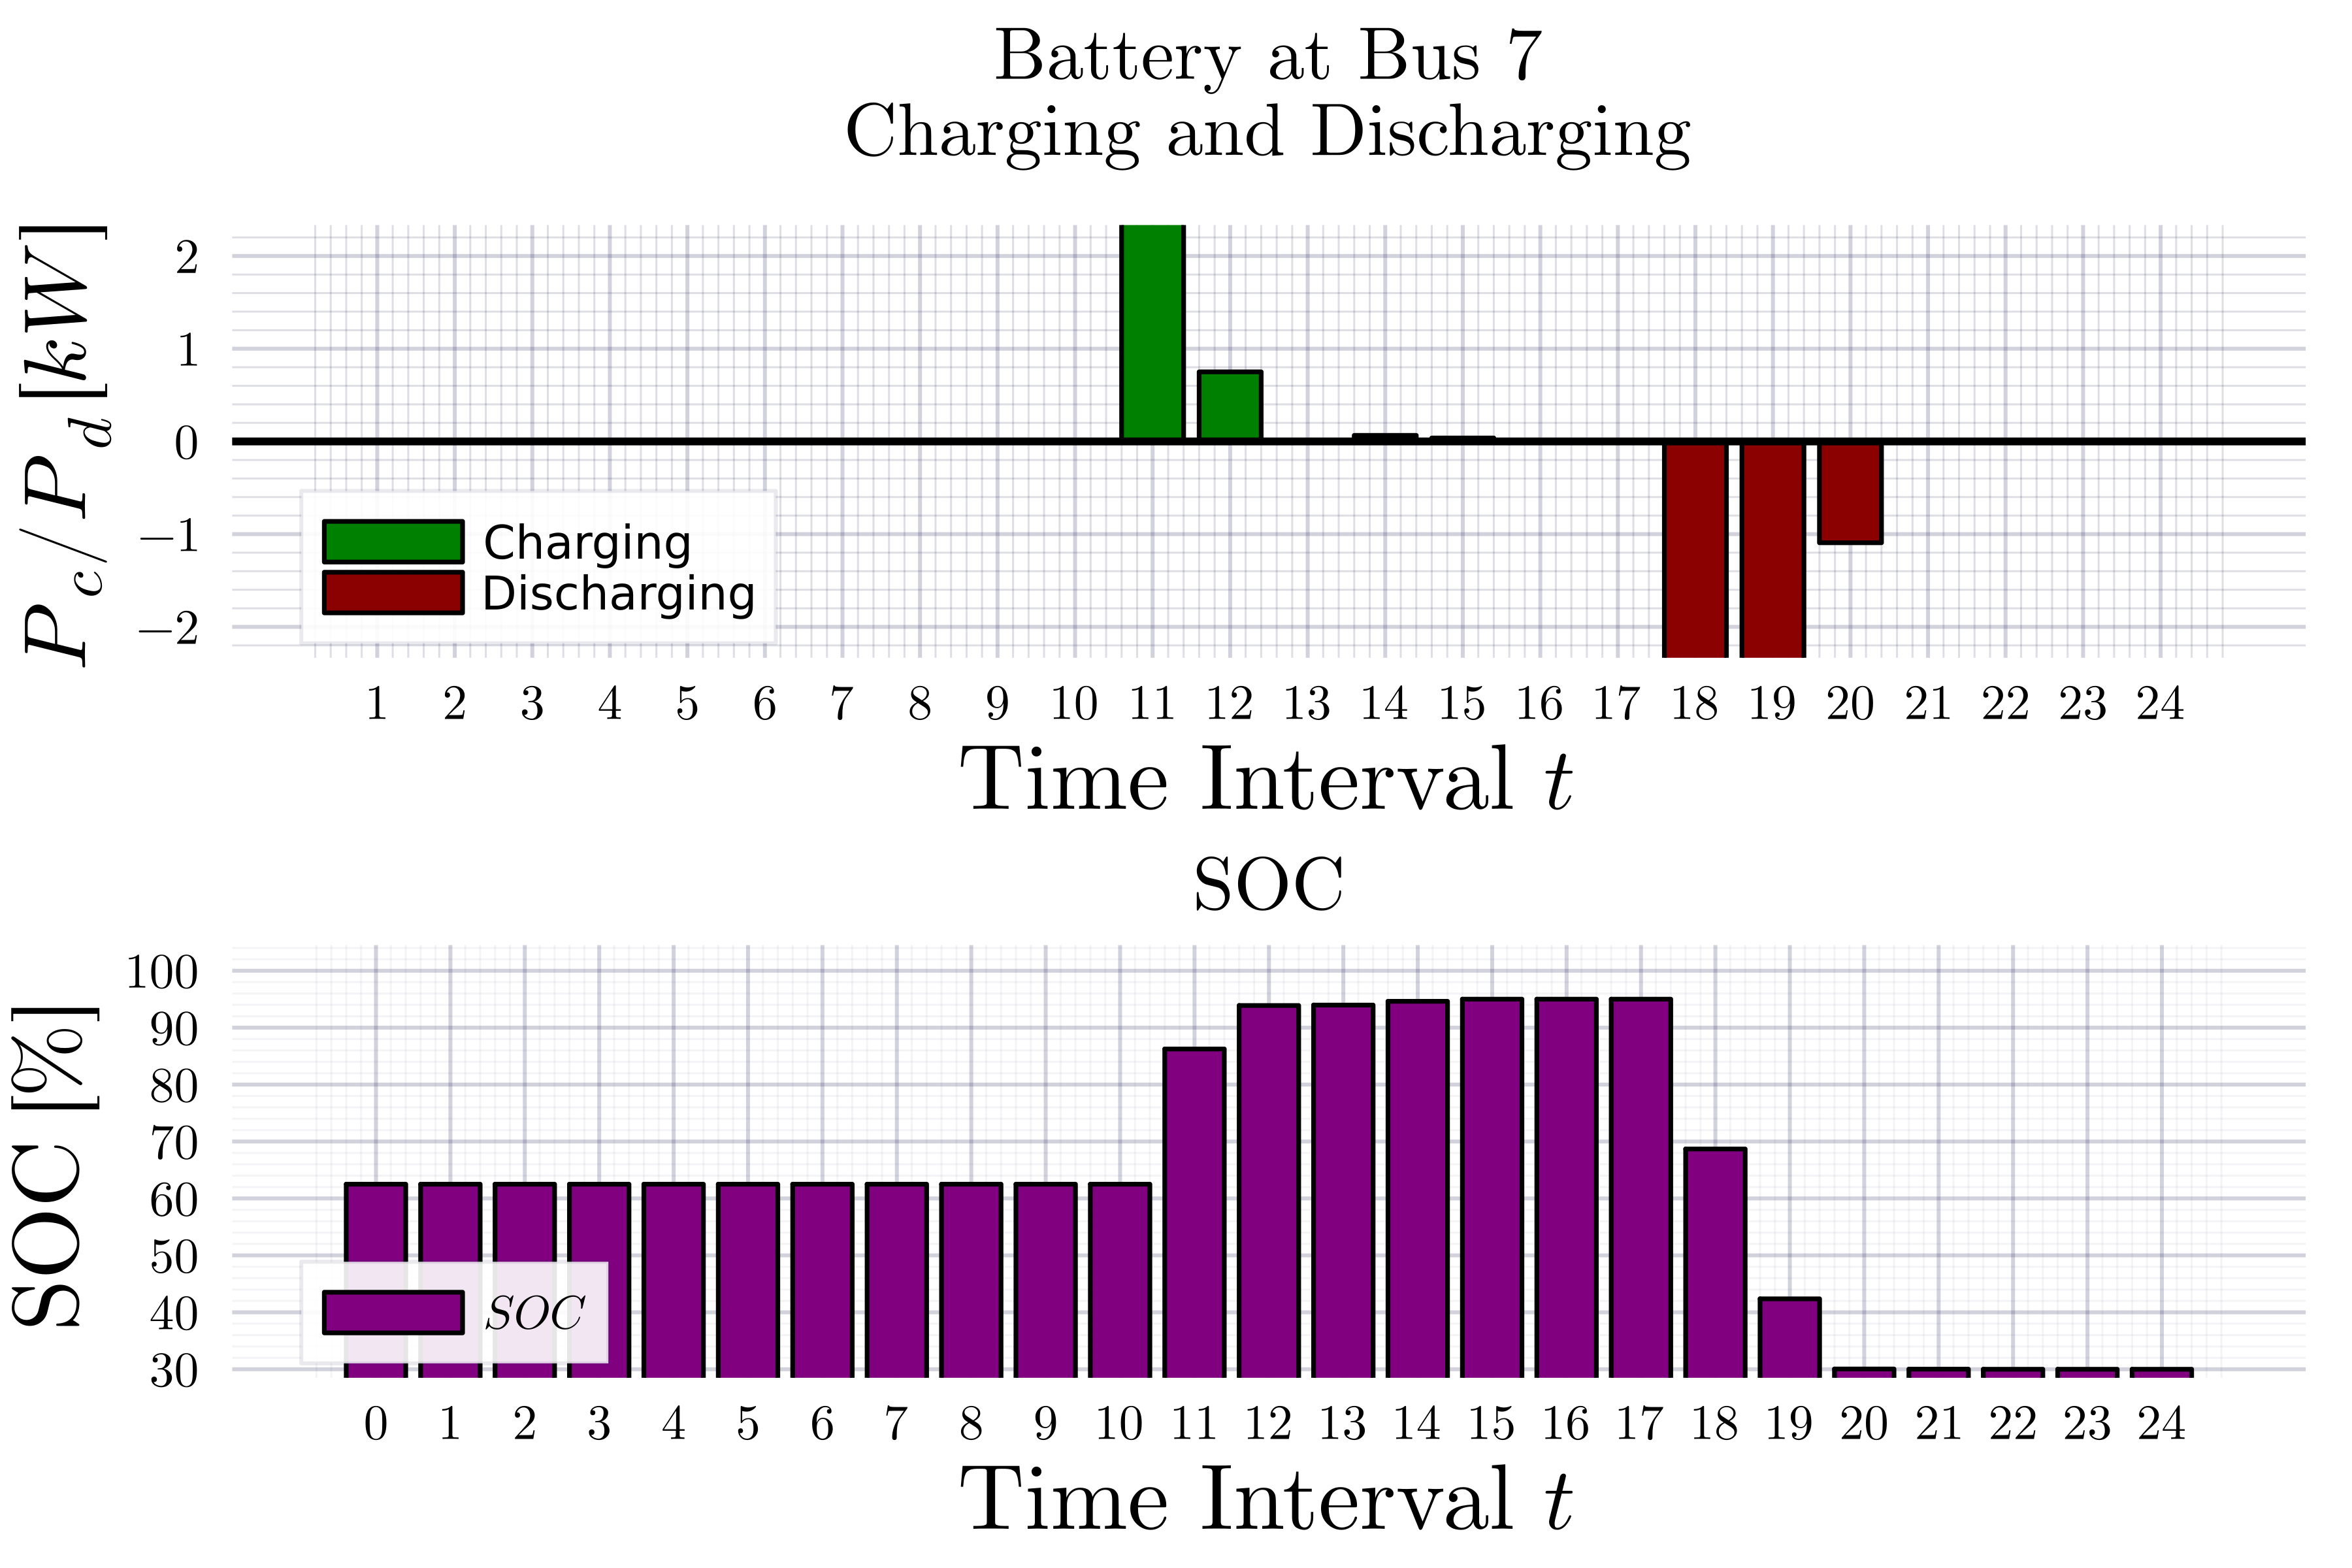 Battery at Bus 7
Charging and Discharging
P_c/P_d [kW]
2
1
0
−1
−2
Charging
Discharging
1 2 3 4 5 6 7 8 9 10 11 12 13 14 15 16 17 18 19 20 21 22 23 24
Time Interval t
SOC
SOC [%]
100
90
80
70
60
50
40
30
SOC
0 1 2 3 4 5 6 7 8 9 10 11 12 13 14 15 16 17 18 19 20 21 22 23 24
Time Interval t